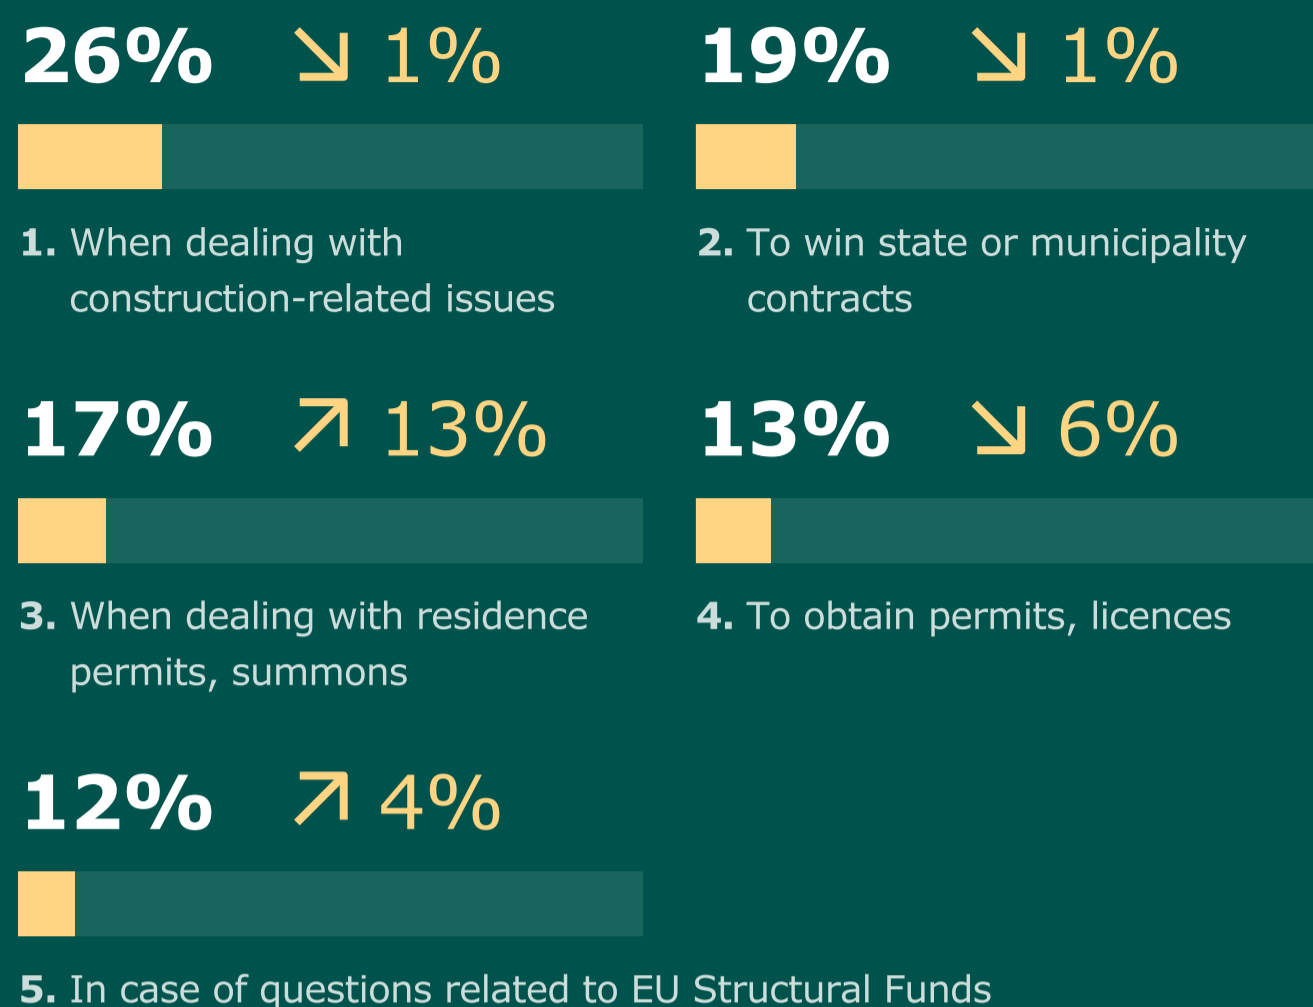 26% ↘ 1%
19% ↘ 1%
1. When dealing with
construction-related issues
2. To win state or municipality
contracts
17% ↗ 13%
13% ↘ 6%
3. When dealing with residence
permits, summons
4. To obtain permits, licences
12% ↗ 4%
5. In case of questions related to EU Structural Funds